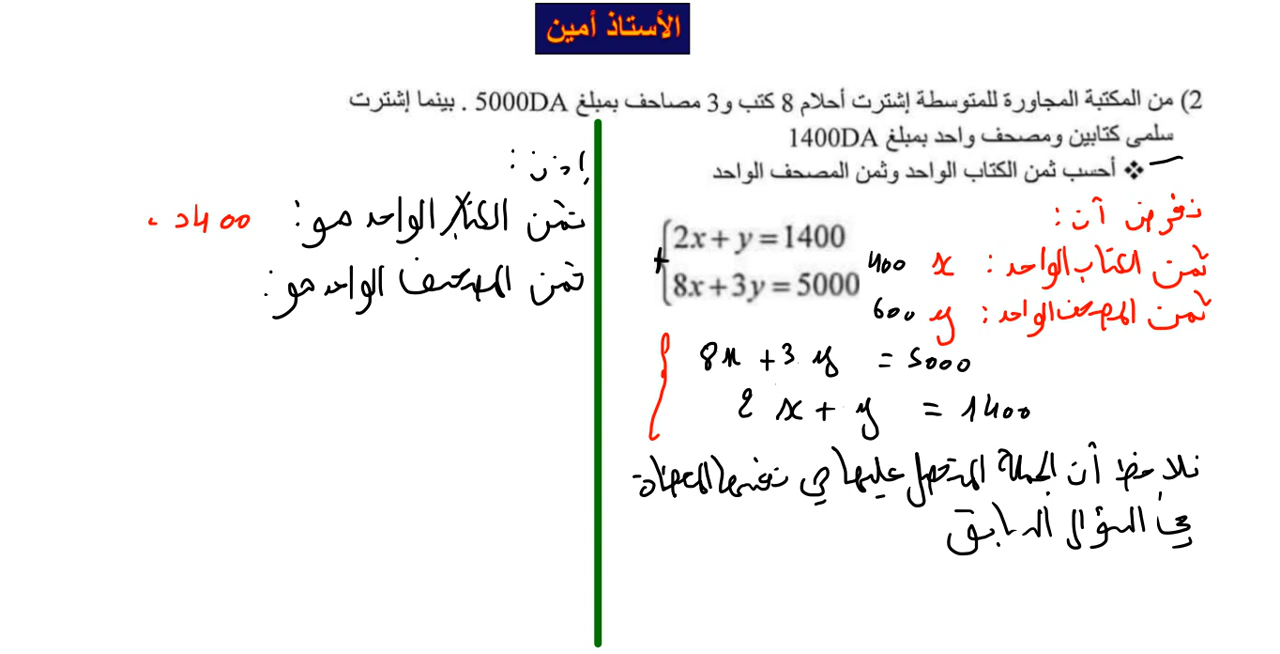 الأستاذ أمين
2) من المكتبة المجاورة للمتوسطة إشترت أحلام 8 كتب و3 مصاحف بمبلغ 5000DA . بينما إشترت
سلمى كتابين ومصحف واحد بمبلغ 1400DA
❖ أحسب ثمن الكتاب الواحد وثمن المصحف الواحد
نفرض أن :
ثمن الكتاب الواحد : x 400
ثمن المصحف الواحد : y 600
2x + y = 1400
8x + 3y = 5000
8x + 3 y = 5000
2 x + y = 1400
نلاحظ أن الجملة المتحصل عليها هي نفسها المعطاة
في السؤال السابق
إذن :
ثمن الكتاب الواحد هو : 400
ثمن المصحف الواحد هو :